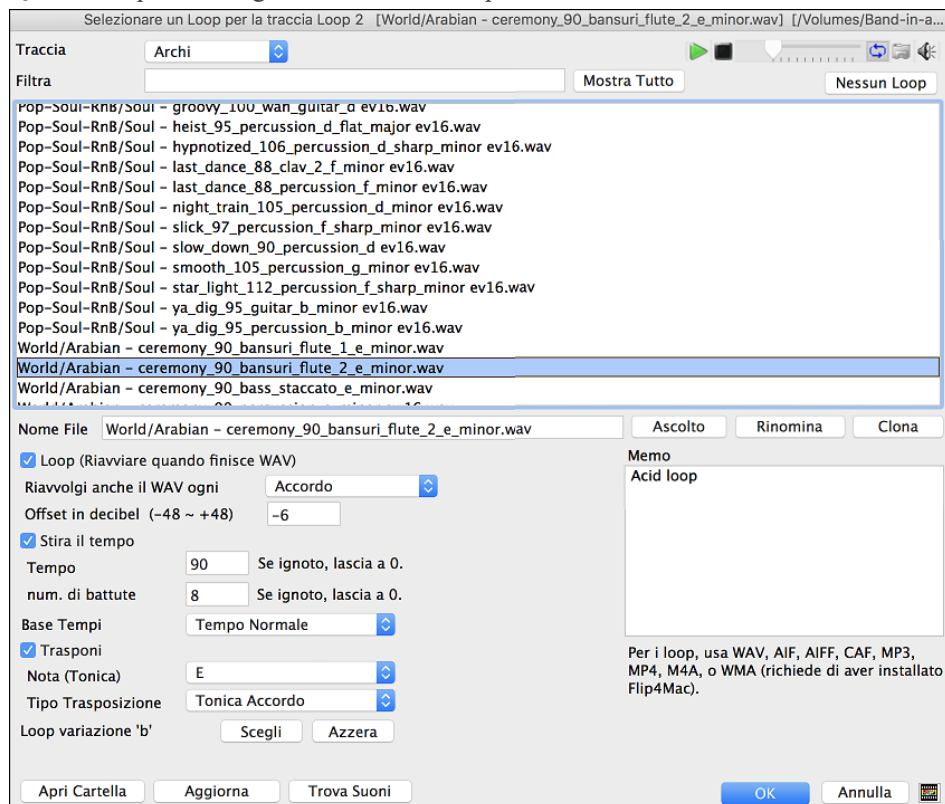 Selezionare un Loop per la traccia Loop 2 [World/Arabian - ceremony_90_bansuri_flute_2_e_minor.wav] [/Volumes/Band-in-a...
Traccia Archi
Filtra Mostra Tutto Nessun Loop
Pop-Soul-RnB/Soul - groovy_100_wah_guitar_d ev16.wav
Pop-Soul-RnB/Soul - heist_95_percussion_d_flat_major ev16.wav
Pop-Soul-RnB/Soul - hypnotized_106_percussion_d_sharp_minor ev16.wav
Pop-Soul-RnB/Soul - last_dance_88_clav_2_f_minor ev16.wav
Pop-Soul-RnB/Soul - last_dance_88_percussion_f_minor ev16.wav
Pop-Soul-RnB/Soul - night_train_105_percussion_d_minor ev16.wav
Pop-Soul-RnB/Soul - slick_97_percussion_f_sharp_minor ev16.wav
Pop-Soul-RnB/Soul - slow_down_90_percussion_d ev16.wav
Pop-Soul-RnB/Soul - smooth_105_percussion_g_minor ev16.wav
Pop-Soul-RnB/Soul - star_light_112_percussion_f_sharp_minor ev16.wav
Pop-Soul-RnB/Soul - ya_dig_95_guitar_b_minor ev16.wav
Pop-Soul-RnB/Soul - ya_dig_95_percussion_b_minor ev16.wav
World/Arabian - ceremony_90_bansuri_flute_1_e_minor.wav
World/Arabian - ceremony_90_bansuri_flute_2_e_minor.wav
World/Arabian - ceremony_90_bass_staccato_e_minor.wav
Nome File World/Arabian - ceremony_90_bansuri_flute_2_e_minor.wav Ascolto Rinomina Clona
Loop (Riavviare quando finisce WAV)
Riavvolgi anche il WAV ogni Accordo
Offset in decibel (-48 ~ +48) -6
Stira il tempo
Tempo 90 Se ignoto, lascia a 0.
num. di battute 8 Se ignoto, lascia a 0.
Base Tempi Tempo Normale
Trasponi
Nota (Tonica) E
Tipo Trasposizione Tonica Accordo
Loop variazione 'b' Scegli Azzera
Memo
Acid loop
Per i loop, usa WAV, AIF, AIFF, CAF, MP3,
MP4, M4A, o WMA (richiede di aver installato
Flip4Mac).
Apri Cartella Aggiorna Trova Suoni OK Annulla